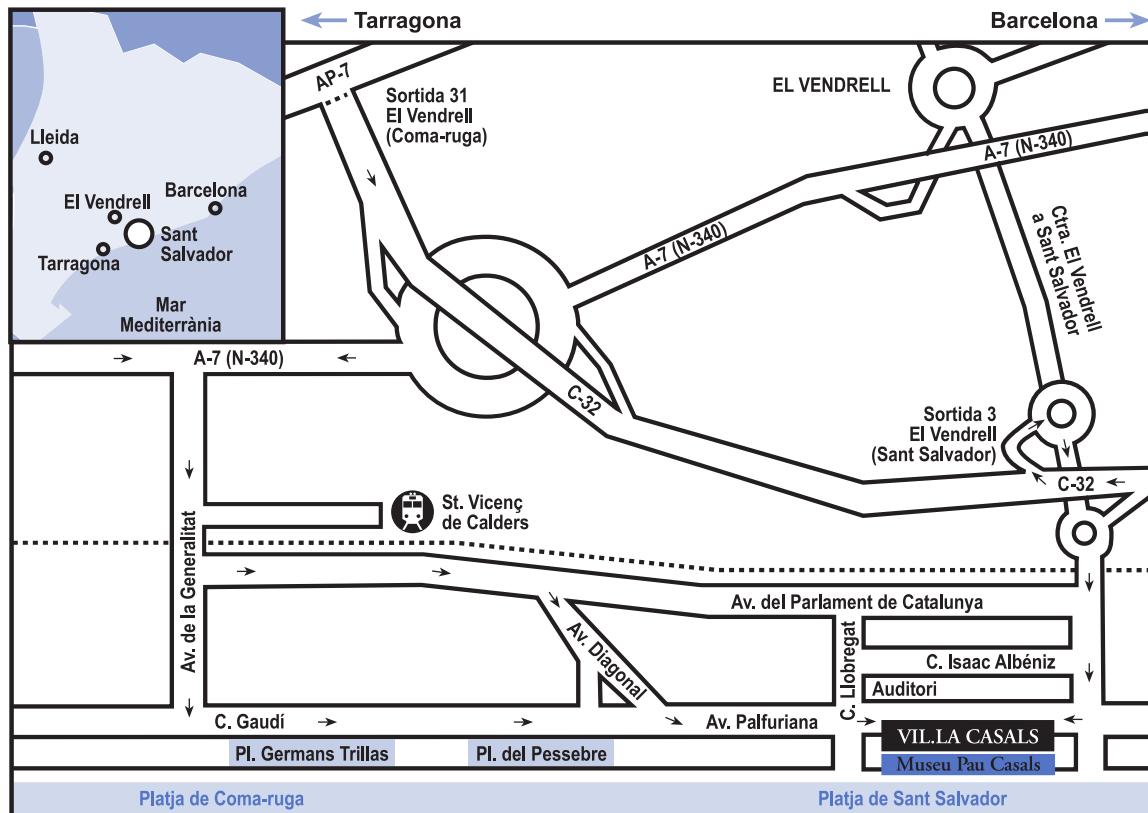 Tarragona
Barcelona
Lleida
El Vendrell
Barcelona
Sant
Salvador
Tarragona
Mar
Mediterrània
AP-7
Sortida 31
El Vendrell
(Coma-ruga)
EL VENDRELL
A-7 (N-340)
A-7 (N-340)
Ctra. El Vendrell
a Sant Salvador
A-7 (N-340)
C-32
Sortida 3
El Vendrell
(Sant Salvador)
C-32
St. Vicenç
de Calders
Av. de la Generalitat
Av. del Parlament de Catalunya
Av. Diagonal
C. Llobregat
C. Isaac Albéniz
Auditori
C. Gaudí
Av. Palfuriana
VIL.LA CASALS
Museu Pau Casals
Pl. Germans Trillas
Pl. del Pessebre
Platja de Coma-ruga
Platja de Sant Salvador